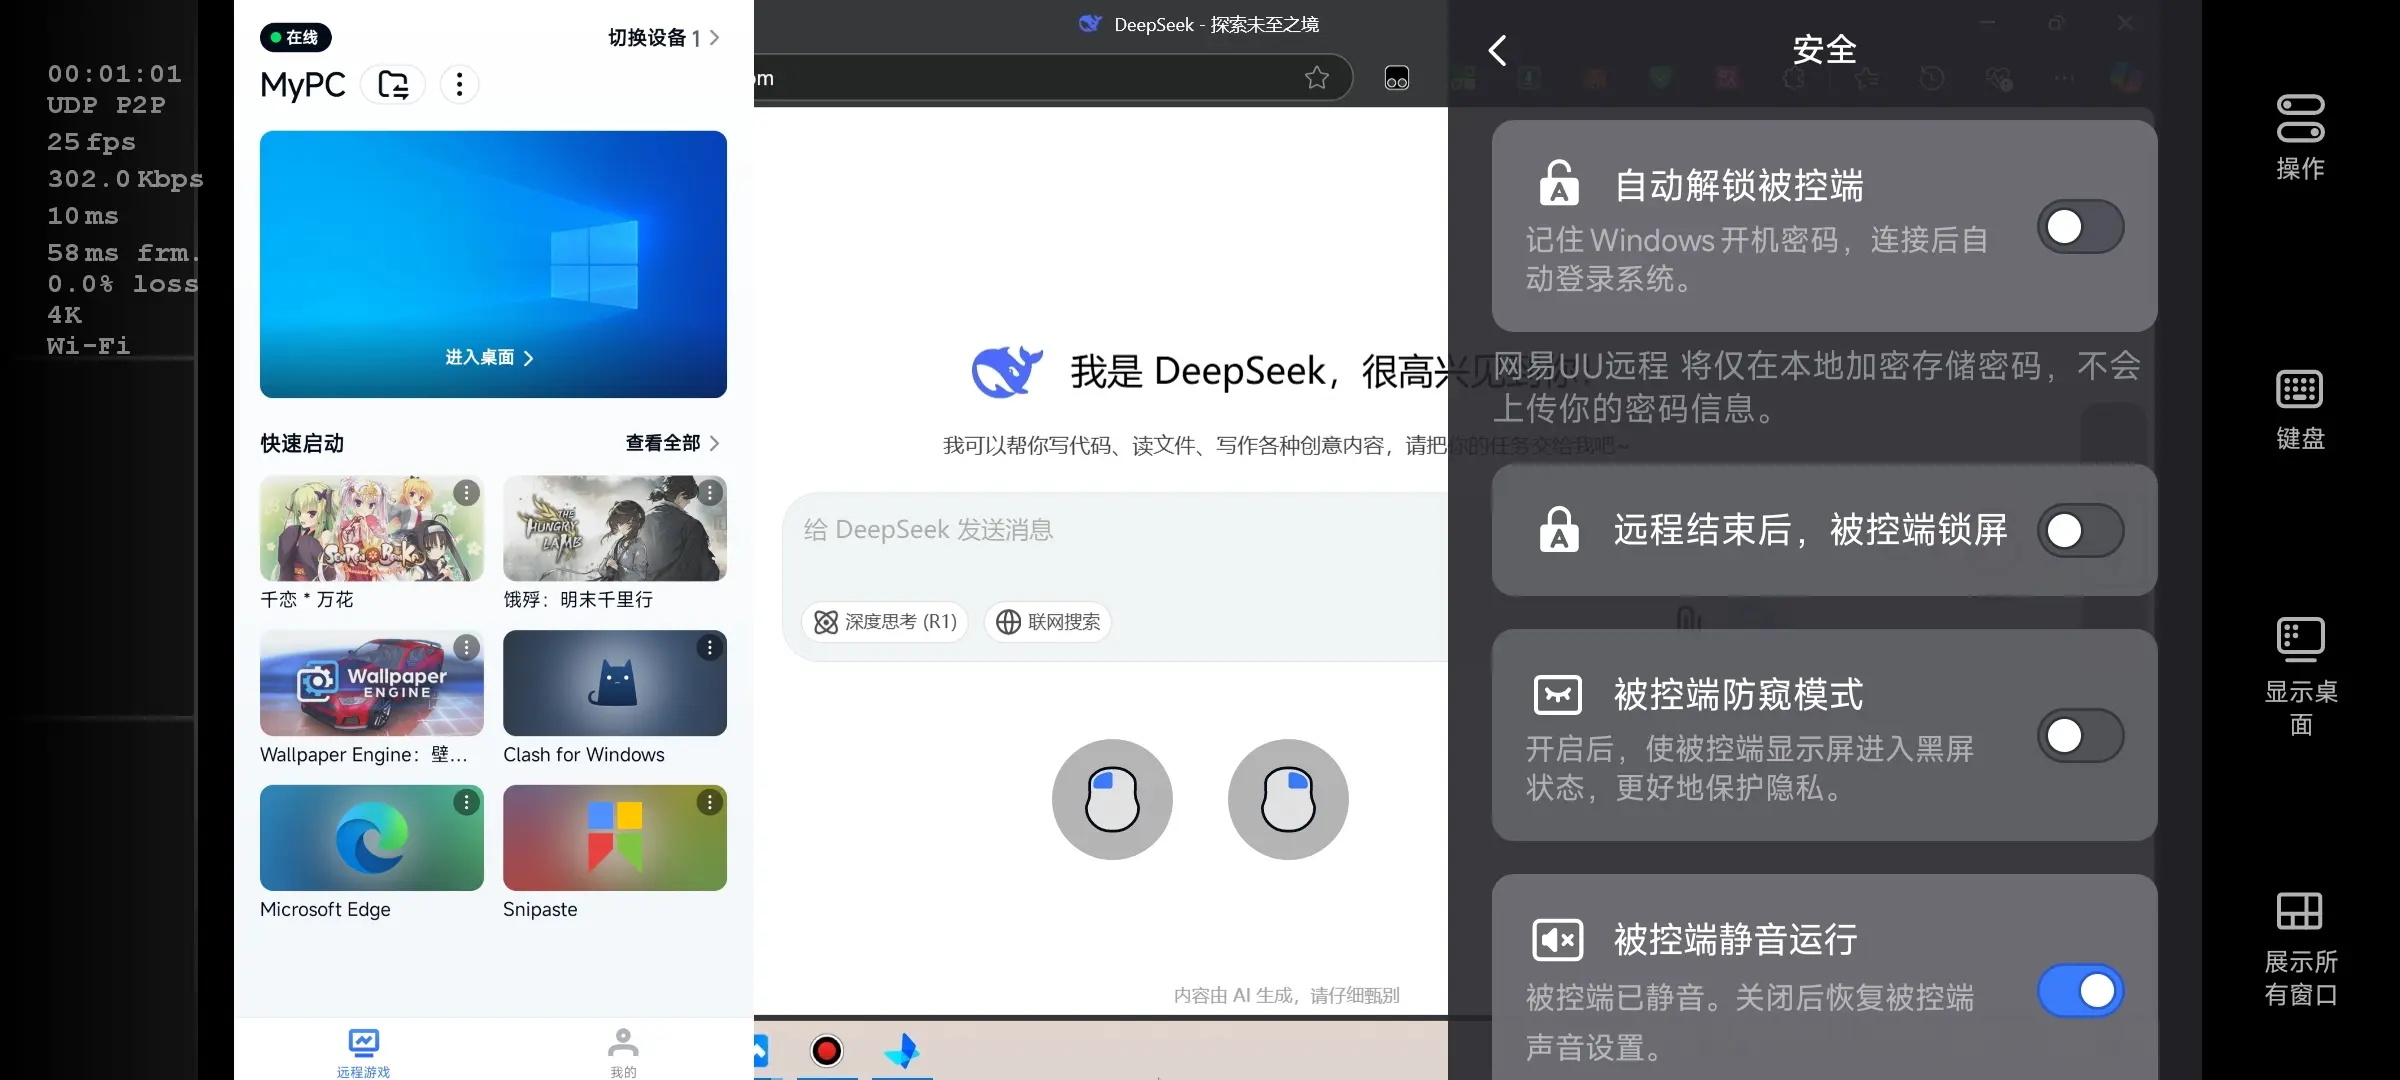 00:01:01
UDP P2P
25 fps
302.0 Kbps
10 ms
58 ms frm.
0.0% loss
4K
Wi-Fi
在线
切换设备 1
MyPC
进入桌面
快速启动
查看全部
SENREN BANKA
THE HUNGRY LAMB
千恋 * 万花
饿殍：明末千里行
Wallpaper ENGINE
Wallpaper Engine：壁...
Clash for Windows
Microsoft Edge
Snipaste
远程游戏
我的
DeepSeek - 探索未至之境
om
我是 DeepSeek，很高兴见到你！
我可以帮你写代码、读文件、写作各种创意内容，请把你的任务交给我吧~
给 DeepSeek 发送消息
深度思考 (R1)
联网搜索
内容由 AI 生成，请仔细甄别
安全
自动解锁被控端
记住 Windows 开机密码，连接后自
动登录系统。
网易UU远程 将仅在本地加密存储密码，不会
上传你的密码信息。
远程结束后，被控端锁屏
被控端防窥模式
开启后，使被控端显示屏进入黑屏
状态，更好地保护隐私。
被控端静音运行
被控端已静音。关闭后恢复被控端
声音设置。
操作
键盘
显示桌
面
展示所
有窗口